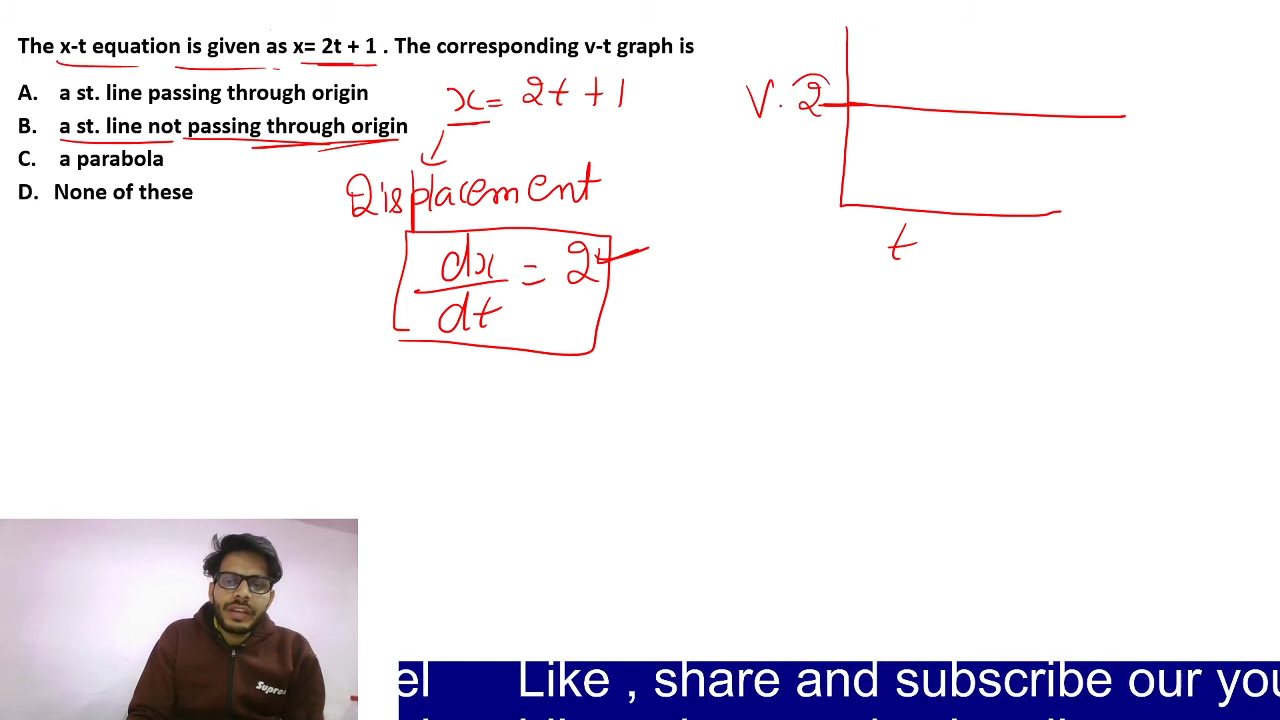 The x-t equation is given as x= 2t + 1 . The corresponding v-t graph is
A. a st. line passing through origin
B. a st. line not passing through origin
C. a parabola
D. None of these
x = 2t + 1
Displacement
dx
dt
= 2
V. 2
t
Supre
el Like , share and subscribe our you